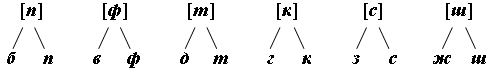 [п] [ф] [т] [к] [с] [ш]
б п в ф д т г к з с ж ш